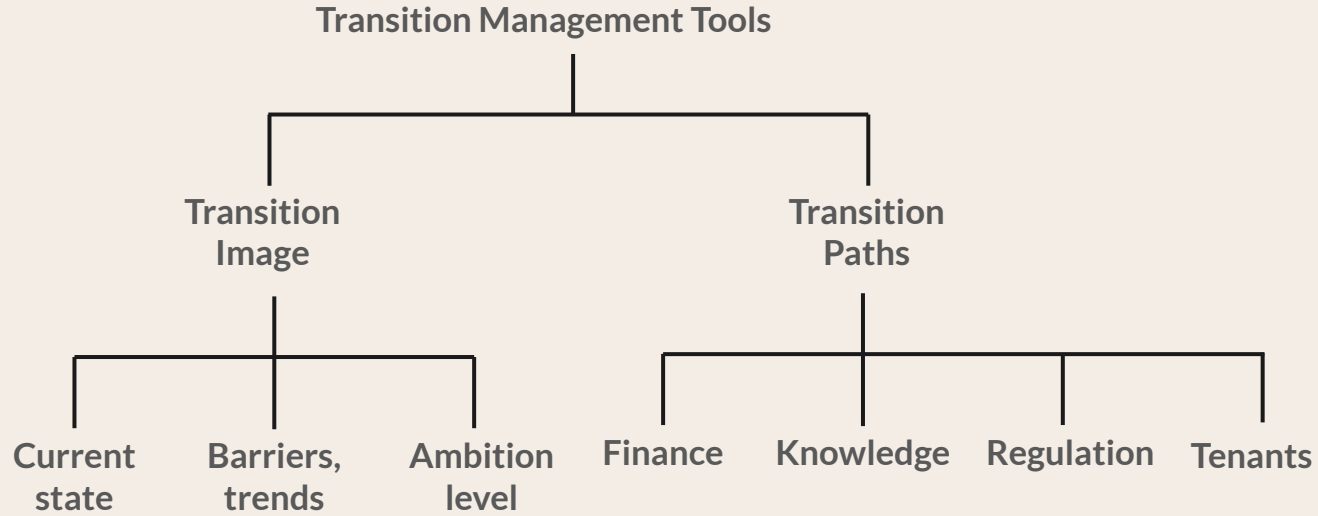 Transition Management Tools
Transition
Image
Transition
Paths
Current
state
Barriers,
trends
Ambition
level
Finance
Knowledge
Regulation
Tenants